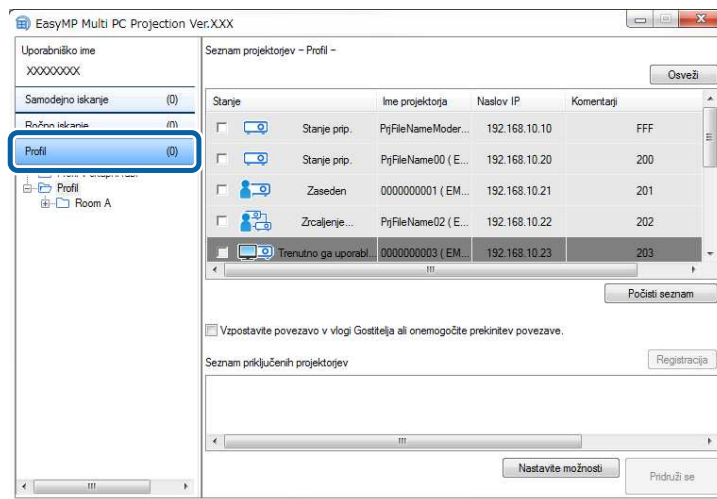 EasyMP Multi PC Projection Ver.XXX
Uporabniško ime
XXXXXXXX
Samodejno iskanje (0)
Ročno iskanje (0)
Profil (0)
Profil
Room A
Seznam projektorjev - Profil -
Osveži
Stanje Ime projektorja Naslov IP Komentarji
Stanje prip. PrjFileNameModer... 192.168.10.10 FFF
Stanje prip. PrjFileName00 ( E... 192.168.10.20 200
Zaseden 0000000001 ( EM... 192.168.10.21 201
Zrcaljenje... PrjFileName02 ( E... 192.168.10.22 202
Trenutno ga uporabl... 0000000003 ( EM... 192.168.10.23 203
Počisti seznam
Vzpostavite povezavo v vlogi Gostitelja ali onemogočite prekinitev povezave.
Seznam priključenih projektorjev
Registracija
Nastavite možnosti
Pridruži se